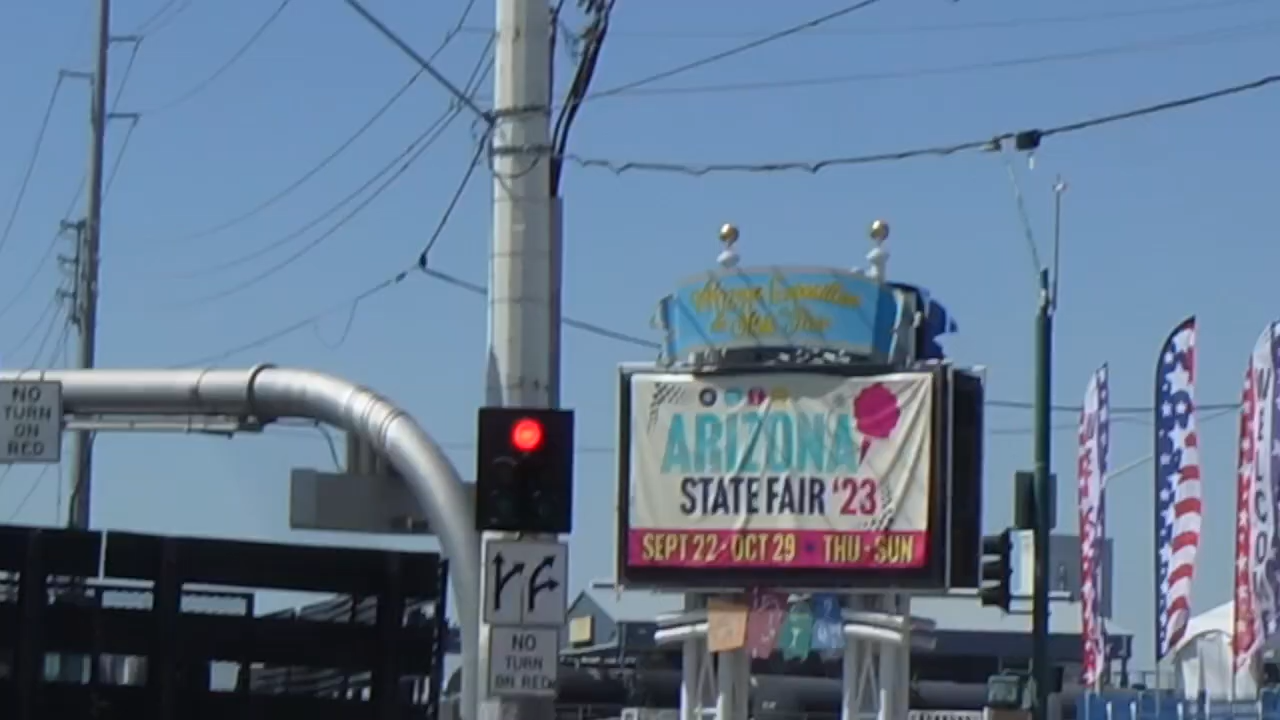 NO
TURN
ON
RED
ARIZONA
STATE FAIR '23
SEPT 22 - OCT 29 • THU - SUN
NO
TURN
ON RED